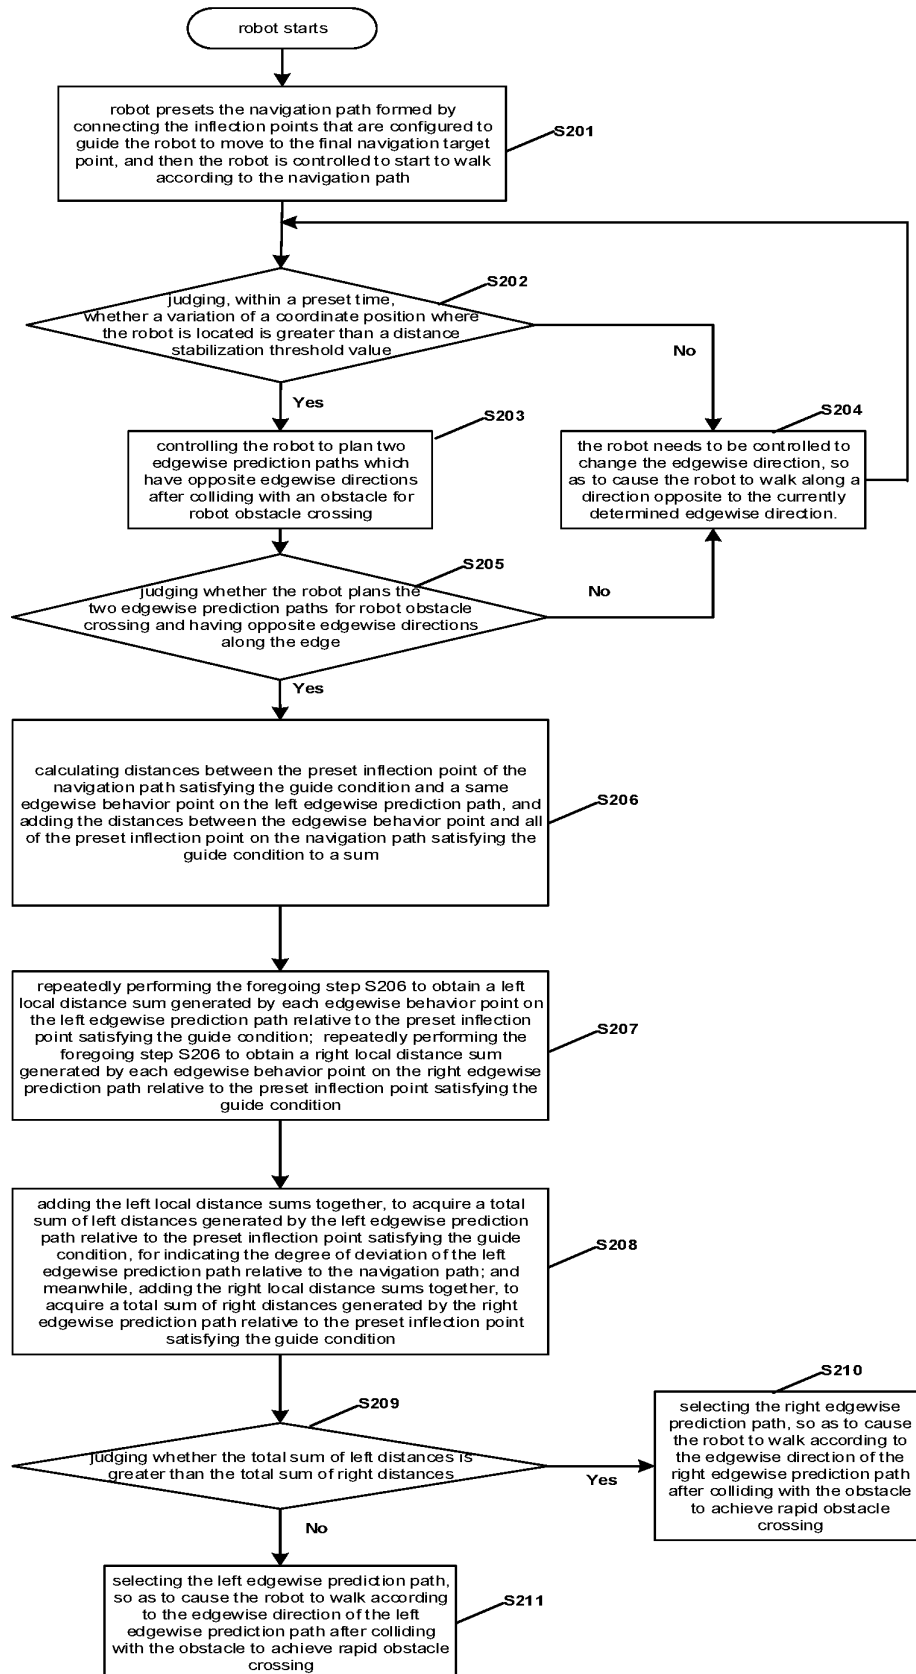 robot starts
robot presets the navigation path formed by
connecting the inflection points that are configured to
guide the robot to move to the final navigation target
point, and then the robot is controlled to start to walk
according to the navigation path
S201
S202
judging, within a preset time,
whether a variation of a coordinate position where
the robot is located is greater than a distance
stabilization threshold value
No
Yes
S203
S204
controlling the robot to plan two
edgewise prediction paths which
have opposite edgewise directions
after colliding with an obstacle for
robot obstacle crossing
the robot needs to be controlled to
change the edgewise direction, so
as to cause the robot to walk along a
direction opposite to the currently
determined edgewise direction.
S205
judging whether the robot plans the
two edgewise prediction paths for robot obstacle
crossing and having opposite edgewise directions
along the edge
No
Yes
calculating distances between the preset inflection point of the
navigation path satisfying the guide condition and a same
edgewise behavior point on the left edgewise prediction path, and
adding the distances between the edgewise behavior point and all
of the preset inflection point on the navigation path satisfying the
guide condition to a sum
S206
repeatedly performing the foregoing step S206 to obtain a left
local distance sum generated by each edgewise behavior point on
the left edgewise prediction path relative to the preset inflection
point satisfying the guide condition; repeatedly performing the
foregoing step S206 to obtain a right local distance sum
generated by each edgewise behavior point on the right edgewise
prediction path relative to the preset inflection point satisfying the
guide condition
S207
adding the left local distance sums together, to acquire a total
sum of left distances generated by the left edgewise prediction
path relative to the preset inflection point satisfying the guide
condition, for indicating the degree of deviation of the left
edgewise prediction path relative to the navigation path; and
meanwhile, adding the right local distance sums together, to
acquire a total sum of right distances generated by the right
edgewise prediction path relative to the preset inflection point
satisfying the guide condition
S208
S209
judging whether the total sum of left distances is
greater than the total sum of right distances
Yes
No
S210
selecting the right edgewise
prediction path, so as to cause
the robot to walk according to
the edgewise direction of the
right edgewise prediction path
after colliding with the obstacle
to achieve rapid obstacle
crossing
selecting the left edgewise prediction path,
so as to cause the robot to walk according
to the edgewise direction of the left
edgewise prediction path after colliding
with the obstacle to achieve rapid obstacle
crossing
S211